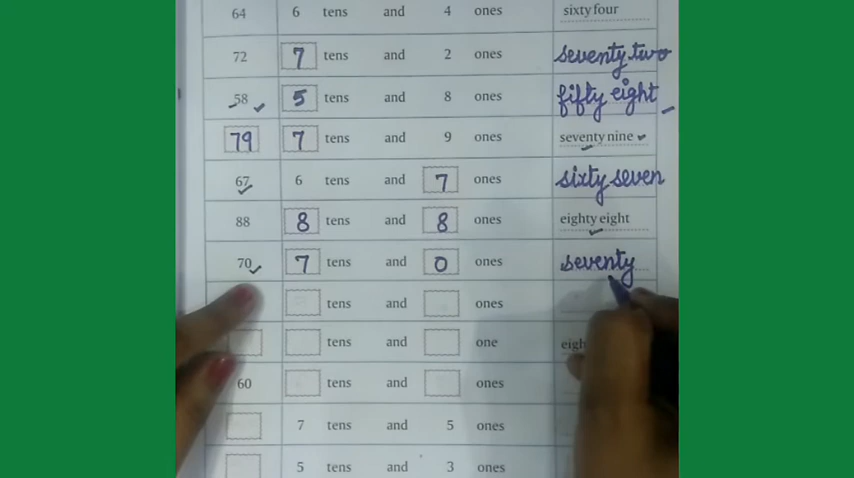 64 6 tens and 4 ones sixty four
72 7 tens and 2 ones seventy two
58 5 tens and 8 ones fifty eight
79 7 tens and 9 ones seventy nine
67 6 tens and 7 ones sixty seven
88 8 tens and 8 ones eighty eight
70 7 tens and 0 ones seventy
tens and ones
tens and one
60 tens and ones
7 tens and 5 ones
5 tens and 3 ones